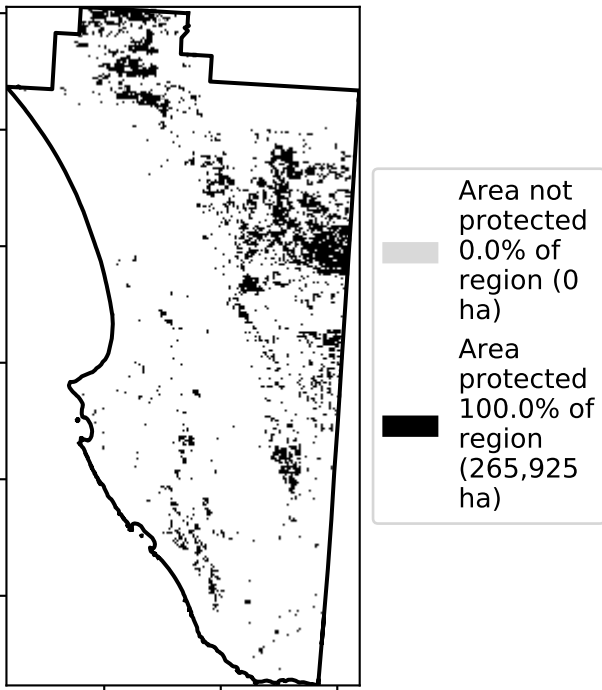 Area not
protected
0.0% of
region (0
ha)
Area
protected
100.0% of
region
(265,925
ha)